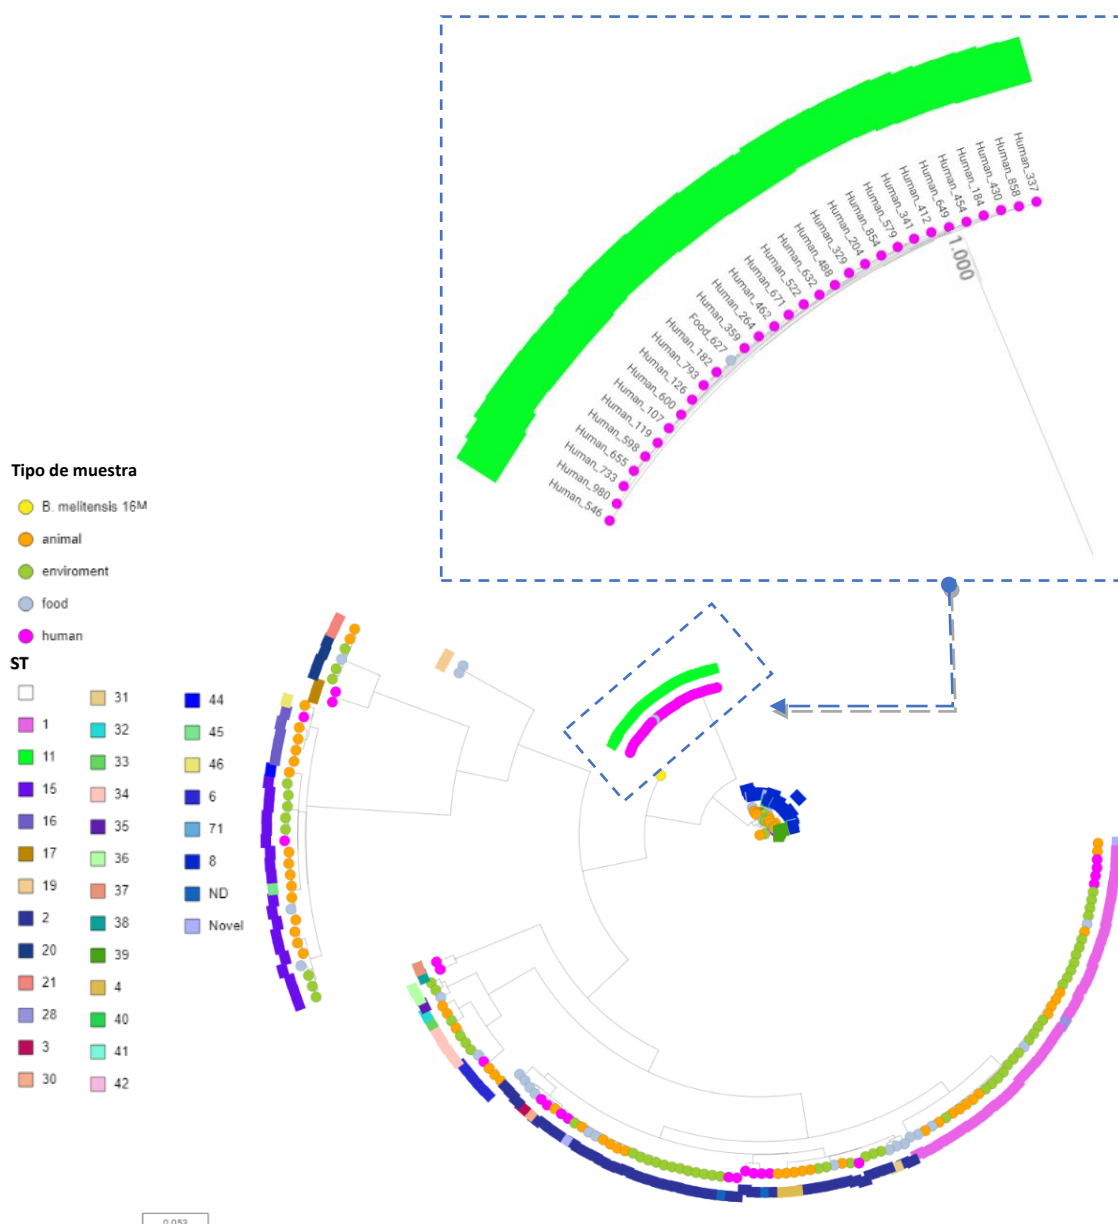 Human_337
Human_858
Human_430
Human_184
Human_454
Human_649
Human_412
Human_341
Human_579
Human_854
Human_204
Human_329
Human_488
Human_632
Human_522
Human_671
Human_462
Human_264
Human_359
Food_627
Human_182
Human_793
Human_126
Human_600
Human_107
Human_119
Human_598
Human_655
Human_733
Human_980
Human_546
1.000
Tipo de muestra
B. melitensis 16M
animal
enviroment
food
human
ST
1
11
15
16
17
19
2
20
21
28
3
30
31
32
33
34
35
36
37
38
39
4
40
41
42
44
45
46
6
71
8
ND
Novel
0.053